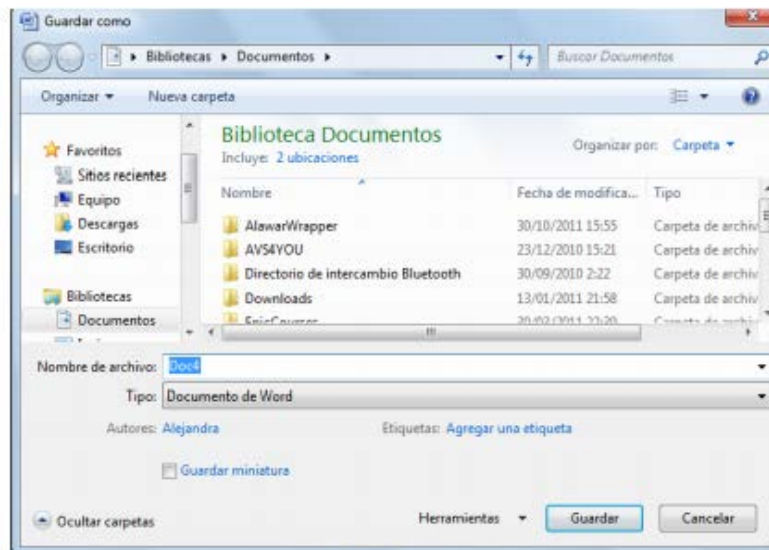 Guardar como
Bibliotecas Documentos
Buscar Documentos
Organizar Nueva carpeta
Favoritos
Sitios recientes
Equipo
Descargas
Escritorio
Bibliotecas
Documentos
Biblioteca Documentos
Incluye: 2 ubicaciones
Organizar por: Carpeta
Nombre Fecha de modifica... Tipo
AlawarWrapper 30/10/2011 15:55 Carpeta de archiv
AVS4YOU 23/12/2010 15:21 Carpeta de archiv
Directorio de intercambio Bluetooth 30/09/2010 2:22 Carpeta de archiv
Downloads 13/01/2011 21:58 Carpeta de archiv
Nombre de archivo: Doc4
Tipo: Documento de Word
Autores: Alejandra Etiquetas: Agregar una etiqueta
Guardar miniatura
Ocultar carpetas Herramientas Guardar Cancelar